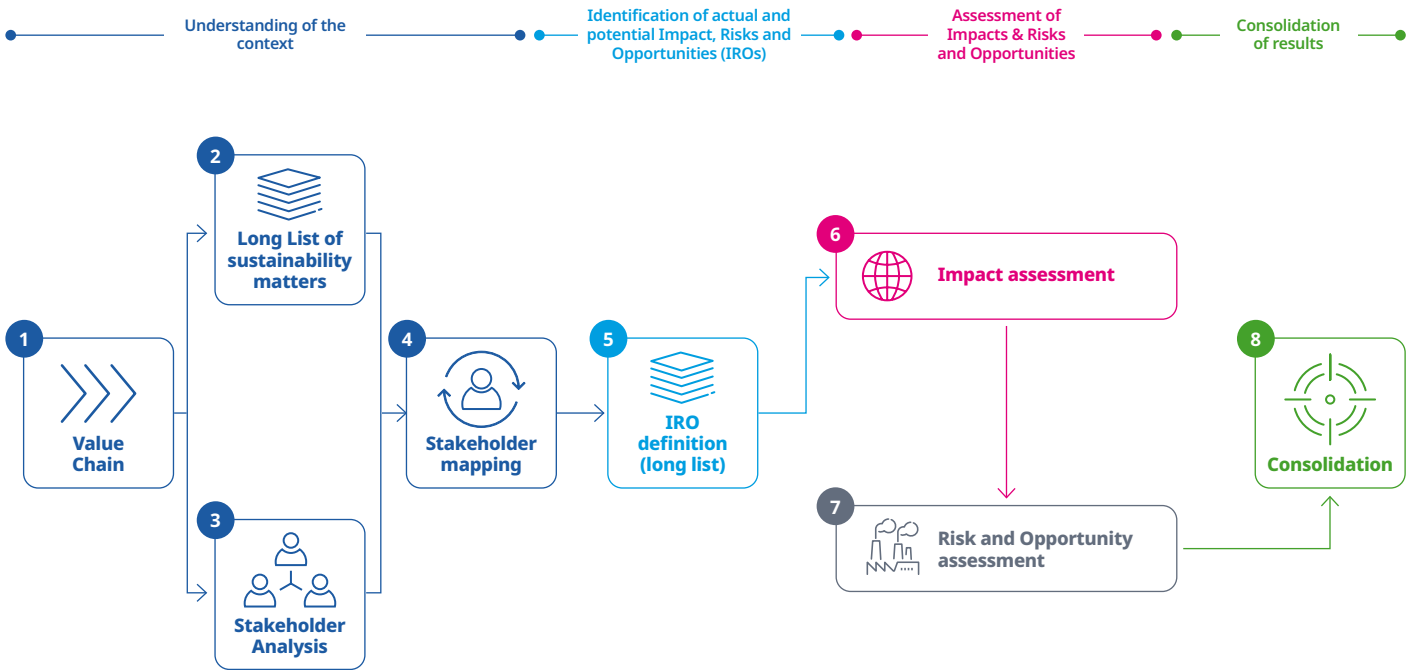 Understanding of the
context
Identification of actual and
potential Impact, Risks and
Opportunities (IROs)
Assessment of
Impacts & Risks
and Opportunities
Consolidation
of results
1
Value
Chain
2
Long List of
sustainability
matters
3
Stakeholder
Analysis
4
Stakeholder
mapping
5
IRO
definition
(long list)
6
Impact assessment
7
Risk and Opportunity
assessment
8
Consolidation